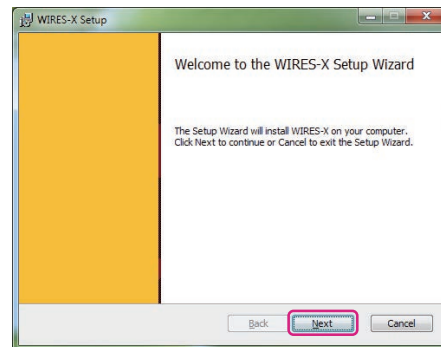 WIRES-X Setup
Welcome to the WIRES-X Setup Wizard
The Setup Wizard will install WIRES-X on your computer.
Click Next to continue or Cancel to exit the Setup Wizard.
Back Next Cancel